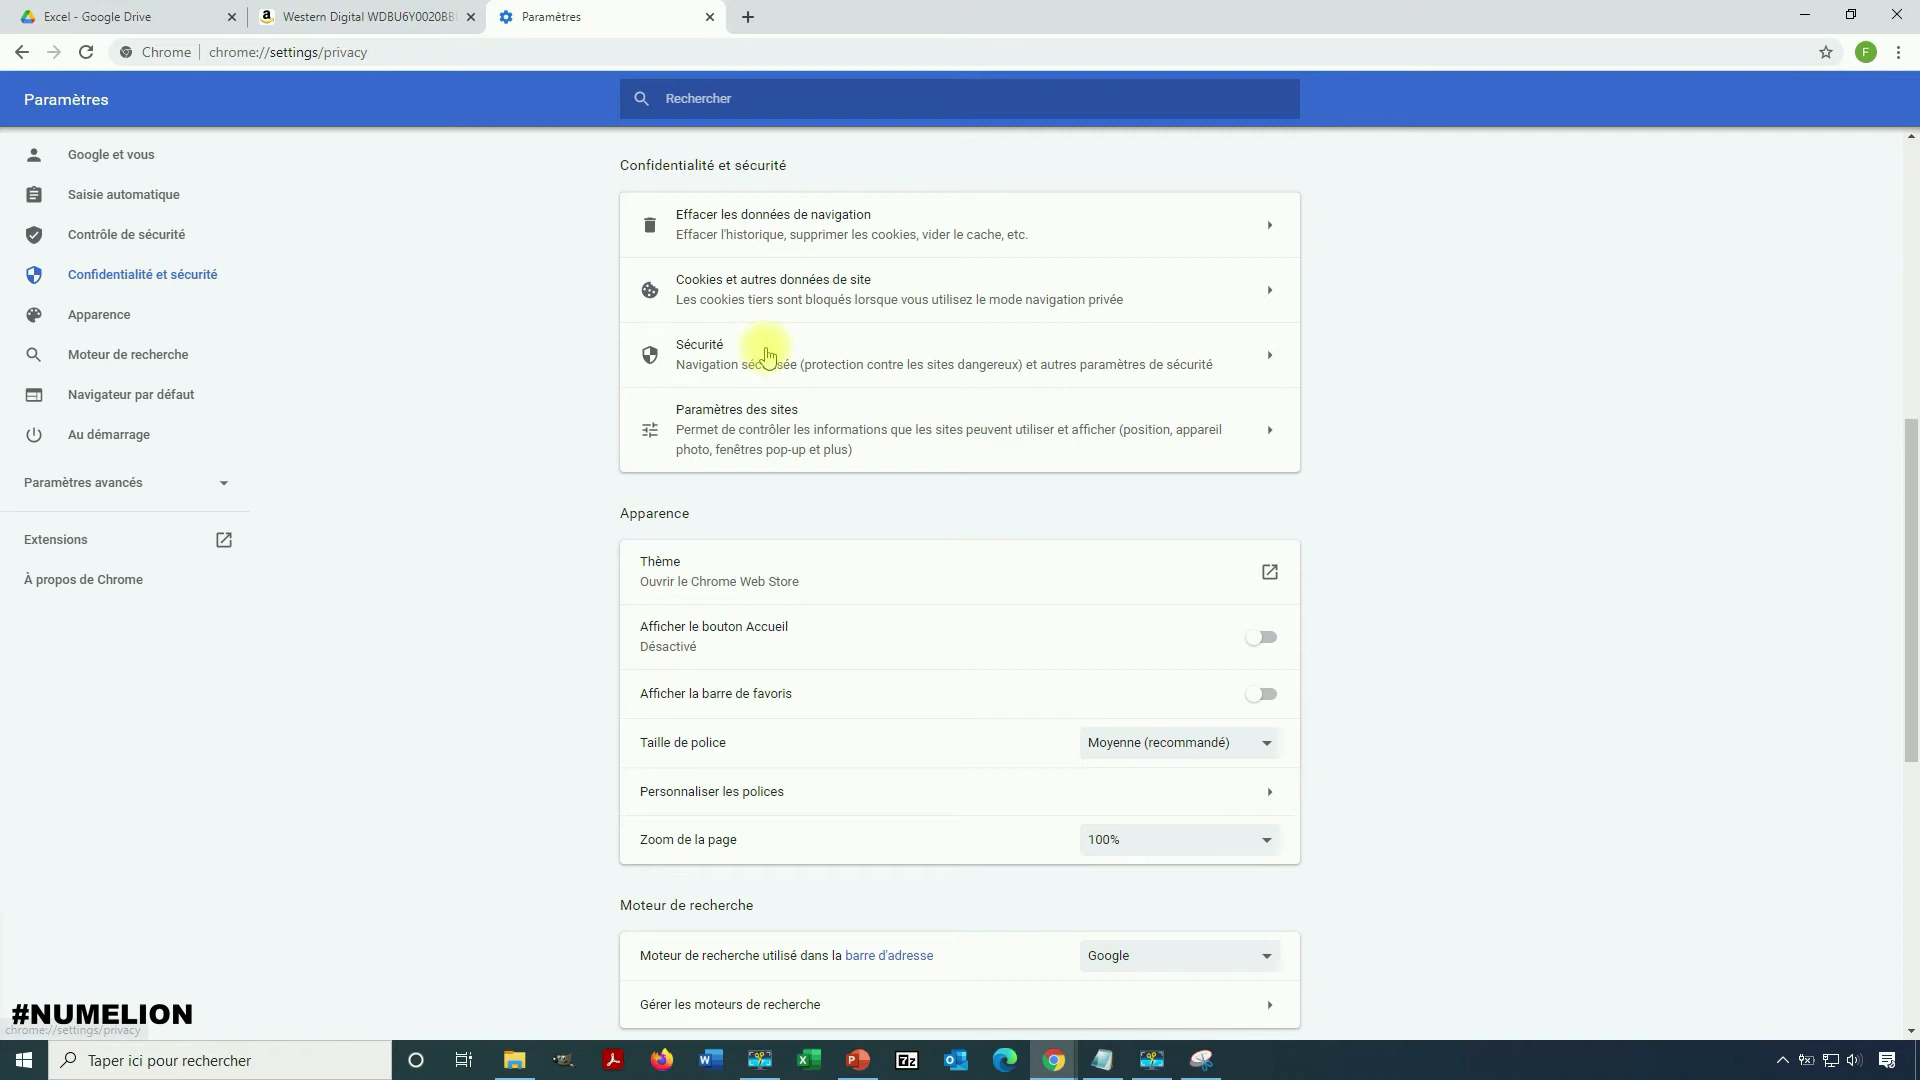 Excel - Google Drive
Western Digital WDBU6Y0020BB
Paramètres
Chrome
chrome://settings/privacy
F
Paramètres
Rechercher
Google et vous
Saisie automatique
Contrôle de sécurité
Confidentialité et sécurité
Apparence
Moteur de recherche
Navigateur par défaut
Au démarrage
Paramètres avancés
Extensions
À propos de Chrome
Confidentialité et sécurité
Effacer les données de navigation
Effacer l'historique, supprimer les cookies, vider le cache, etc.
Cookies et autres données de site
Les cookies tiers sont bloqués lorsque vous utilisez le mode navigation privée
Sécurité
Navigation sécurisée (protection contre les sites dangereux) et autres paramètres de sécurité
Paramètres des sites
Permet de contrôler les informations que les sites peuvent utiliser et afficher (position, appareil
photo, fenêtres pop-up et plus)
Apparence
Thème
Ouvrir le Chrome Web Store
Afficher le bouton Accueil
Désactivé
Afficher la barre de favoris
Taille de police
Moyenne (recommandé)
Personnaliser les polices
Zoom de la page
100%
Moteur de recherche
Moteur de recherche utilisé dans la barre d'adresse
Google
Gérer les moteurs de recherche
#NUMELION
chrome://settings/privacy
Taper ici pour rechercher